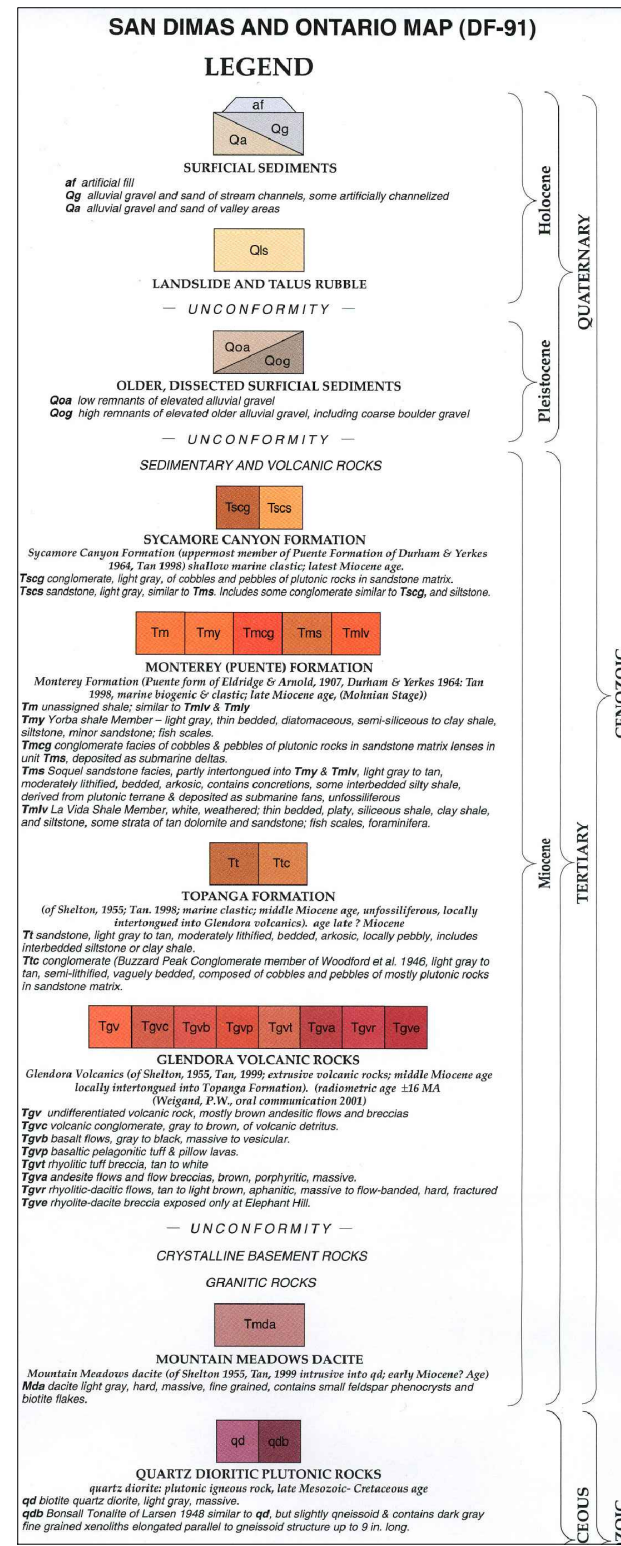 SAN DIMAS AND ONTARIO MAP (DF-91)
LEGEND
af
Qa
Qg
SURFICIAL SEDIMENTS
af artificial fill
Qg alluvial gravel and sand of stream channels, some artificially channelized
Qa alluvial gravel and sand of valley areas
Qls
LANDSLIDE AND TALUS RUBBLE
— UNCONFORMITY —
Holocene
Qoa
Qog
OLDER, DISSECTED SURFICIAL SEDIMENTS
Qoa low remnants of elevated alluvial gravel
Qog high remnants of elevated older alluvial gravel, including coarse boulder gravel
— UNCONFORMITY —
Pleistocene
QUATERNARY
SEDIMENTARY AND VOLCANIC ROCKS
Tscg Tscs
SYCAMORE CANYON FORMATION
Sycamore Canyon Formation (uppermost member of Puente Formation of Durham & Yerkes
1964, Tan 1998) shallow marine clastic; latest Miocene age.
Tscg conglomerate, light gray, of cobbles and pebbles of plutonic rocks in sandstone matrix.
Tscs sandstone, light gray, similar to Tms. Includes some conglomerate similar to Tscg, and siltstone.
Tm Tmy Tmcg Tms Tmlv
MONTEREY (PUENTE) FORMATION
Monterey Formation (Puente form of Eldridge & Arnold, 1907, Durham & Yerkes 1964: Tan
1998, marine biogenic & clastic; late Miocene age, (Mohnian Stage))
Tm unassigned shale; similar to Tmlv & Tmly
Tmy Yorba shale Member – light gray, thin bedded, diatomaceous, semi-siliceous to clay shale,
siltstone, minor sandstone; fish scales.
Tmcg conglomerate facies of cobbles & pebbles of plutonic rocks in sandstone matrix lenses in
unit Tms, deposited as submarine deltas.
Tms Soquel sandstone facies, partly intertongued into Tmy & Tmlv, light gray to tan,
moderately lithified, bedded, arkosic, contains concretions, some interbedded silty shale,
derived from plutonic terrane & deposited as submarine fans, unfossiliferous
Tmlv La Vida Shale Member, white, weathered; thin bedded, platy, siliceous shale, clay shale,
and siltstone, some strata of tan dolomite and sandstone; fish scales, foraminifera.
Tt Ttc
TOPANGA FORMATION
(of Shelton, 1955; Tan. 1998; marine clastic; middle Miocene age, unfossiliferous, locally
intertongued into Glendora volcanics). age late ? Miocene
Tt sandstone, light gray to tan, moderately lithified, bedded, arkosic, locally pebbly, includes
interbedded siltstone or clay shale.
Ttc conglomerate (Buzzard Peak Conglomerate member of Woodford et al. 1946, light gray to
tan, semi-lithified, vaguely bedded, composed of cobbles and pebbles of mostly plutonic rocks
in sandstone matrix.
Tgv Tgvc Tgvb Tgvp Tgvt Tgva Tgvr Tgve
GLENDORA VOLCANIC ROCKS
Glendora Volcanics (of Shelton, 1955, Tan, 1999; extrusive volcanic rocks; middle Miocene age
locally intertongued into Topanga Formation). (radiometric age ±16 MA
(Weigand, P.W., oral communication 2001)
Tgv undifferentiated volcanic rock, mostly brown andesitic flows and breccias
Tgvc volcanic conglomerate, gray to brown, of volcanic detritus.
Tgvb basalt flows, gray to black, massive to vesicular.
Tgvp basaltic pelagonitic tuff & pillow lavas.
Tgvt rhyolitic tuff breccia, tan to white
Tgva andesite flows and flow breccias, brown, porphyritic, massive.
Tgvr rhyolitic-dacitic flows, tan to light brown, aphanitic, massive to flow-banded, hard, fractured
Tgve rhyolite-dacite breccia exposed only at Elephant Hill.
— UNCONFORMITY —
CRYSTALLINE BASEMENT ROCKS
GRANITIC ROCKS
Tmda
MOUNTAIN MEADOWS DACITE
Mountain Meadows dacite (of Shelton 1955, Tan, 1999 intrusive into qd; early Miocene? Age)
Mda dacite light gray, hard, massive, fine grained, contains small feldspar phenocrysts and
biotite flakes.
Miocene
TERTIARY
CENOZOIC
qd qdb
QUARTZ DIORITIC PLUTONIC ROCKS
quartz diorite: plutonic igneous rock, late Mesozoic- Cretaceous age
qd biotite quartz diorite, light gray, massive.
qdb Bonsall Tonalite of Larsen 1948 similar to qd, but slightly qneissoid & contains dark gray
fine grained xenoliths elongated parallel to gneissoid structure up to 9 in. long.
CEOUS
ZOIC